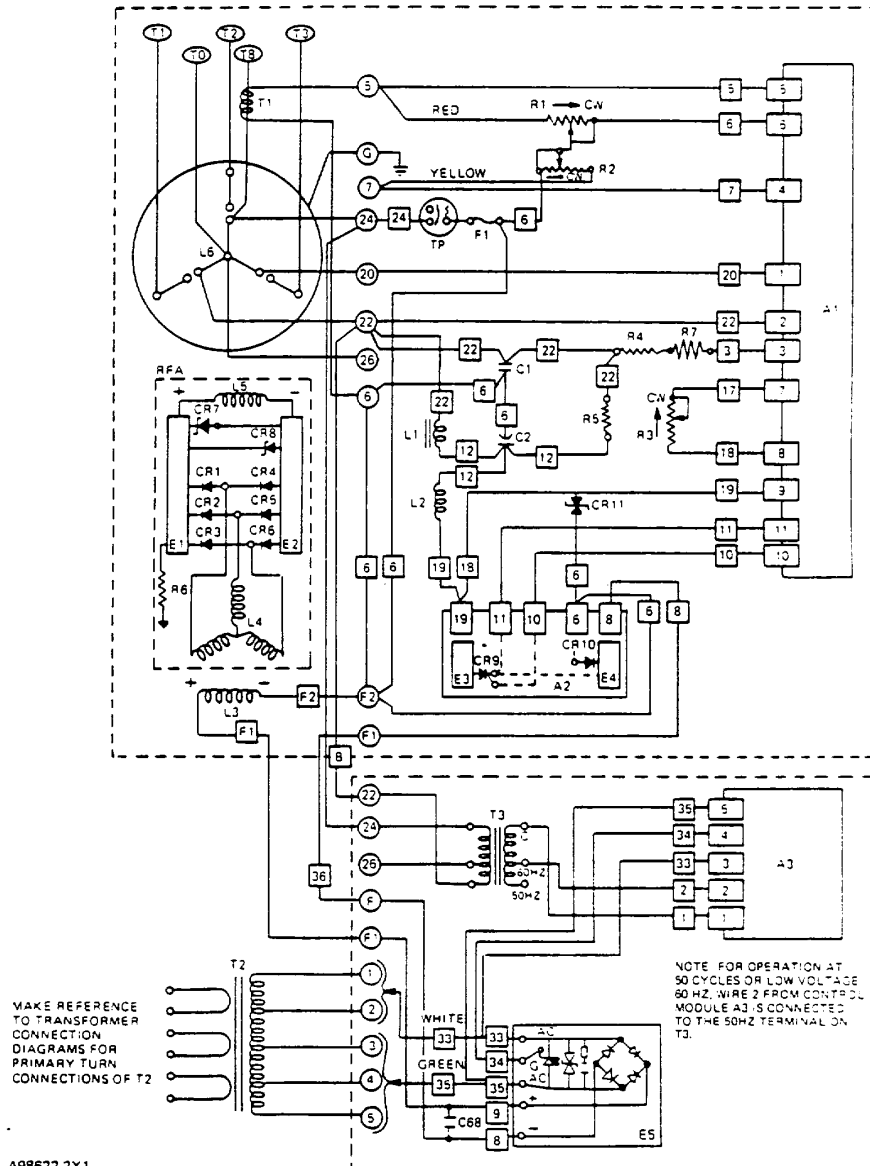 T1
T2
T3
T0
T8
T1
5
RED
R1
CW
5
5
6
6
G
YELLOW
R2
CW
7
7
4
24
24
TP
F1
6
L6
20
20
1
A1
22
22
2
26
22
22
R4
R7
3
3
C1
RFA
L5
+
-
6
6
22
22
17
7
CW
CR7
CR8
6
R5
R3
L1
C2
12
12
18
8
CR1
CR4
12
CR2
CR5
L2
19
9
CR3
CR6
CR11
11
11
E1
E2
10
10
R6
6
6
19
18
6
6
8
L4
19
11
10
6
8
CR9
CR10
E3
A2
E4
+
-
L3
F2
F2
F1
F1
8
22
T3
35
5
24
34
4
26
60HZ
33
3
A3
50HZ
2
2
36
1
1
F1
T2
1
2
WHITE
33
33
AC
3
34
G
GREEN
AC
4
35
35
5
C68
9
+
8
-
E5
MAKE REFERENCE
TO TRANSFORMER
CONNECTION
DIAGRAMS FOR
PRIMARY TURN
CONNECTIONS OF T2
NOTE FOR OPERATION AT
50 CYCLES OR LOW VOLTAGE
60 HZ, WIRE 2 FROM CONTROL
MODULE A3 IS CONNECTED
TO THE 50HZ TERMINAL ON
T3.